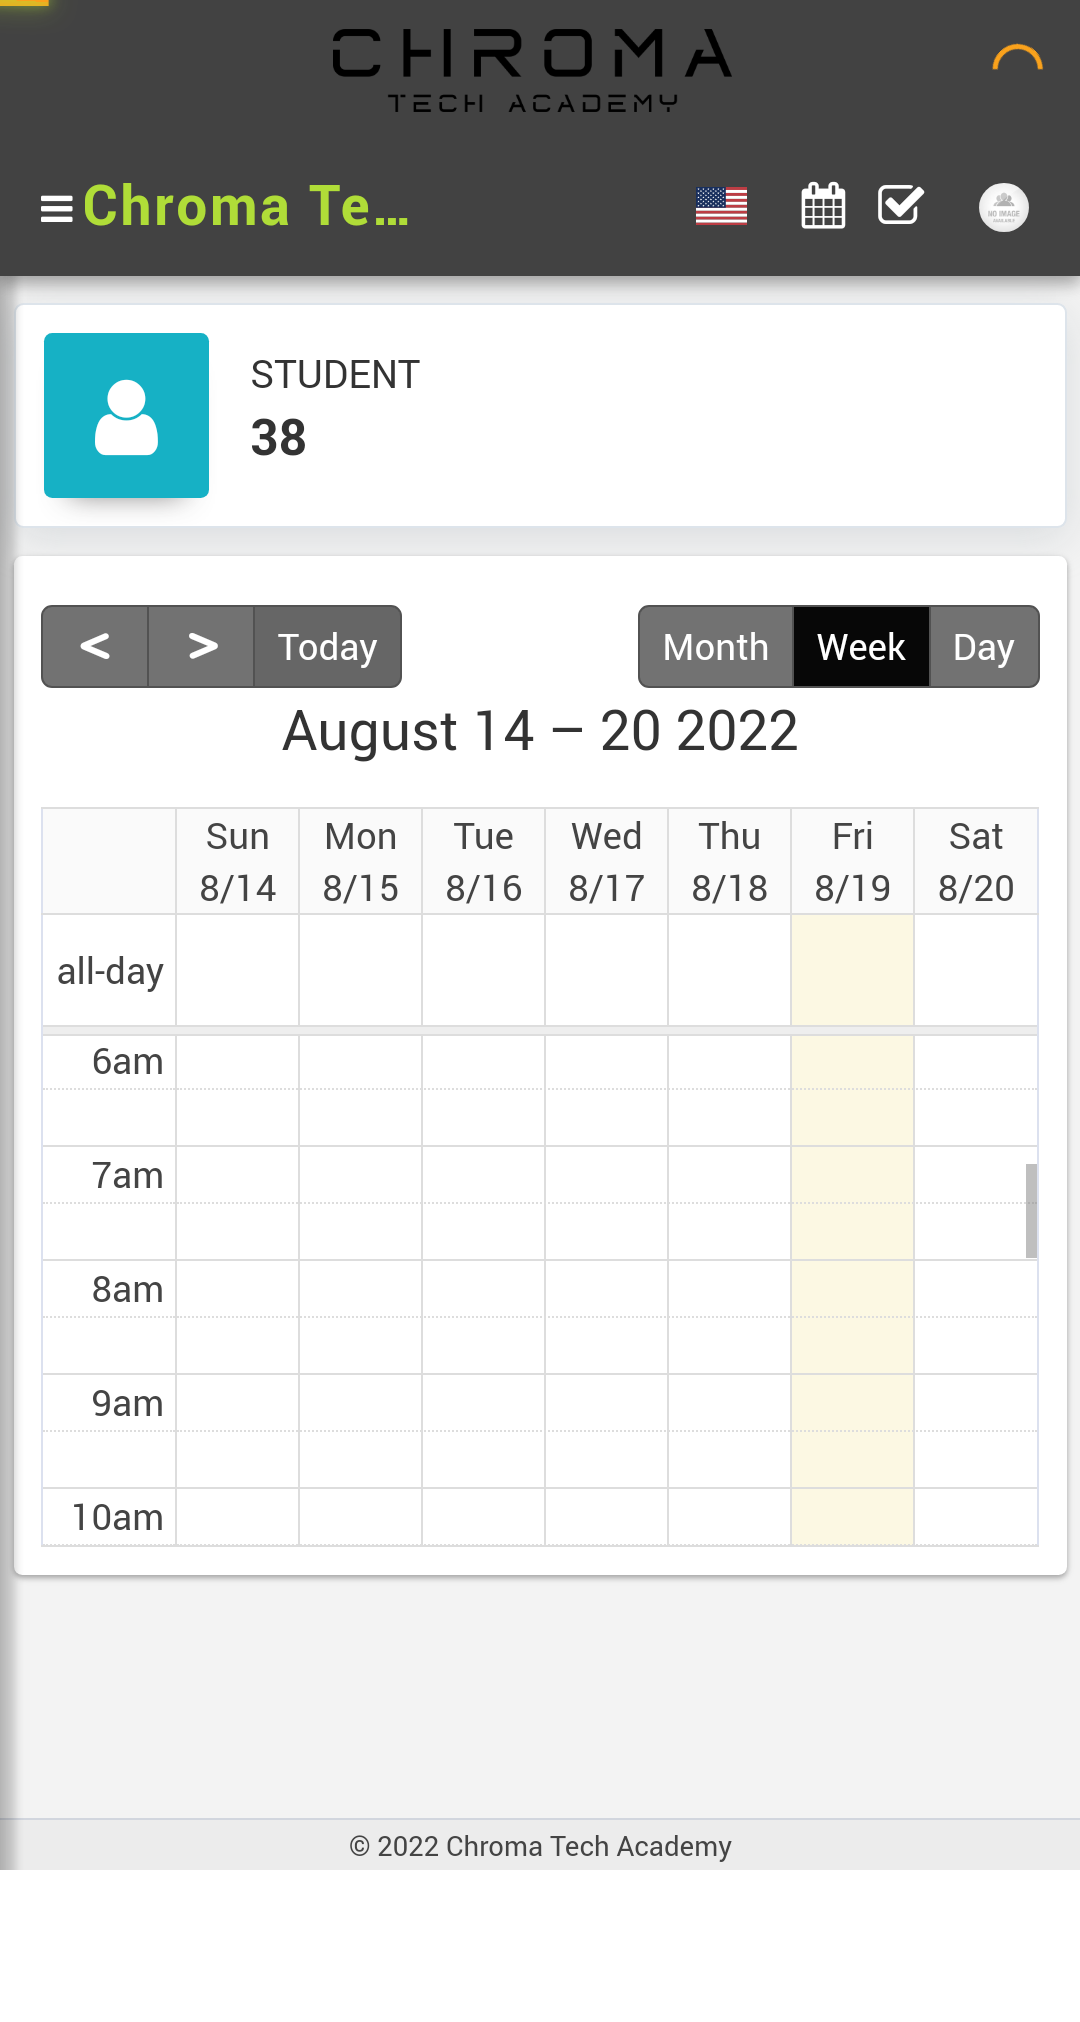 CHROMA
TECH ACADEMY
Chroma Te...
NO IMAGE
AVAILABLE
STUDENT
38
< > Today Month Week Day
August 14 – 20 2022
Sun Mon Tue Wed Thu Fri Sat
8/14 8/15 8/16 8/17 8/18 8/19 8/20
all-day
6am
7am
8am
9am
10am
© 2022 Chroma Tech Academy